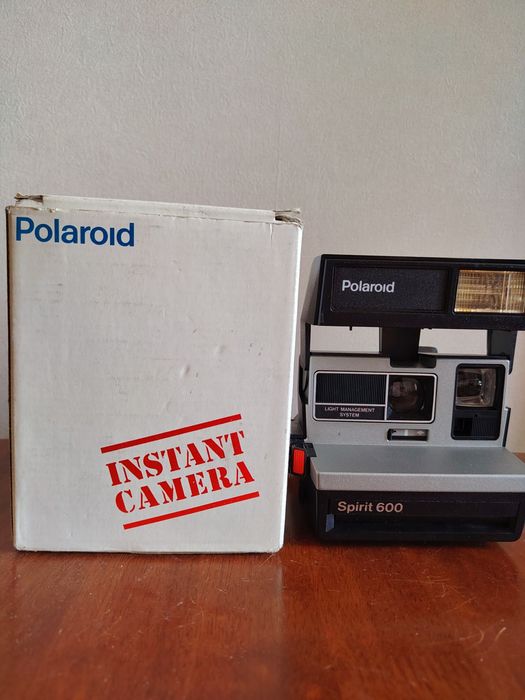 Polaroid
INSTANT
CAMERA
Polaroid
LIGHT MANAGEMENT
SYSTEM
Spirit 600